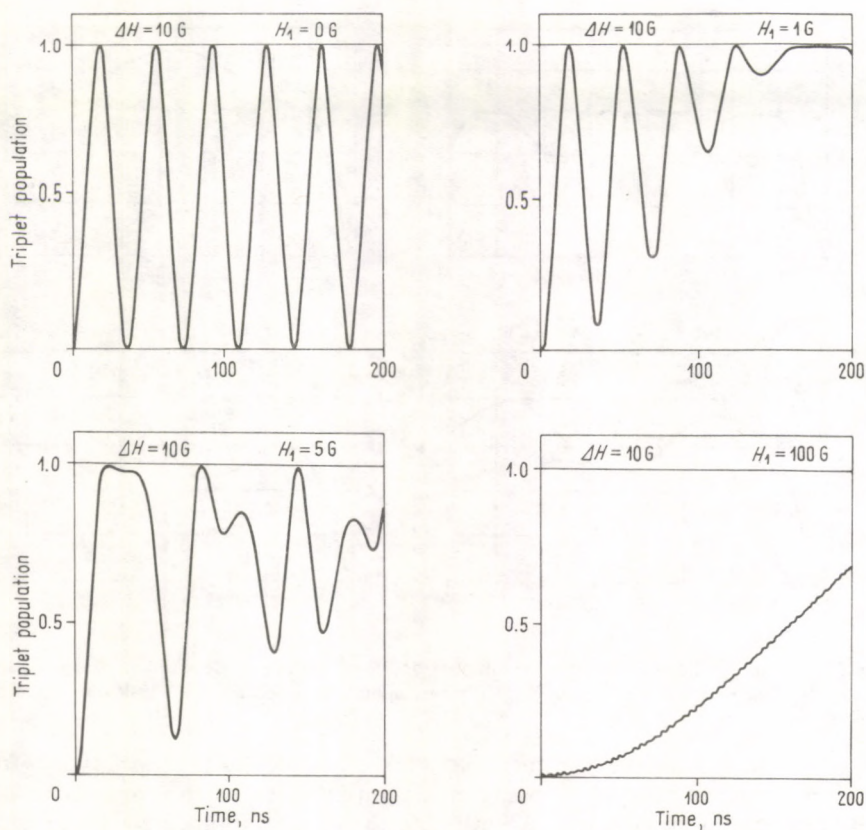 ΔH = 10 G H₁ = 0 G
1.0
0.5
0
100
200
Triplet population
ΔH = 10 G H₁ = 1 G
1.0
0.5
0
100
200
ΔH = 10 G H₁ = 5 G
1.0
0.5
0
100
200
Triplet population
Time, ns
ΔH = 10 G H₁ = 100 G
1.0
0.5
0
100
200
Time, ns